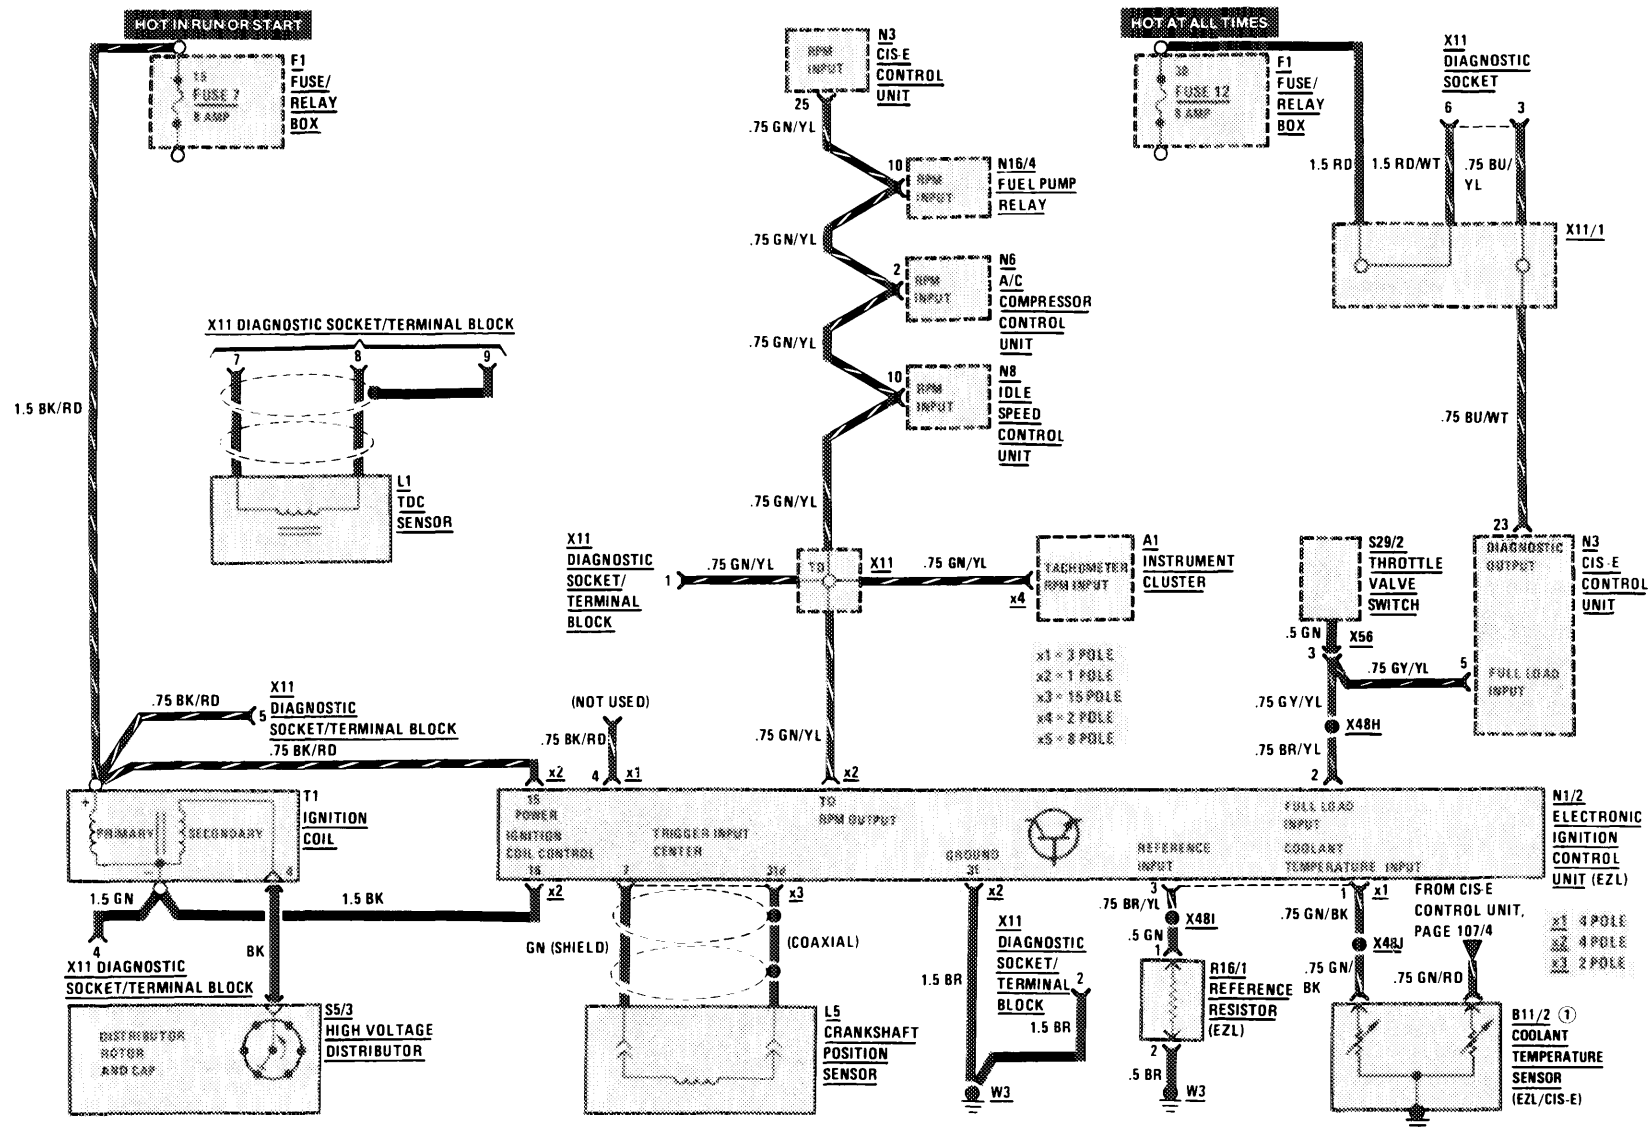 HOT IN RUN OR START
15
FUSE 7
8 AMP
F1
FUSE/
RELAY
BOX
RPM
INPUT
N3
CIS-E
CONTROL
UNIT
25
.75 GN/YL
HOT AT ALL TIMES
30
FUSE 12
8 AMP
F1
FUSE/
RELAY
BOX
X11
DIAGNOSTIC
SOCKET
6
3
1.5 RD
1.5 RD/WT
.75 BU/
YL
X11/1
10
RPM
INPUT
N16/4
FUEL PUMP
RELAY
.75 GN/YL
2
RPM
INPUT
N6
A/C
COMPRESSOR
CONTROL
UNIT
.75 GN/YL
10
RPM
INPUT
N8
IDLE
SPEED
CONTROL
UNIT
X11 DIAGNOSTIC SOCKET/TERMINAL BLOCK
7
8
9
1.5 BK/RD
L1
TDC
SENSOR
.75 BU/WT
.75 GN/YL
X11
DIAGNOSTIC
SOCKET/
TERMINAL
BLOCK
1
.75 GN/YL
TD
X11
.75 GN/YL
x4
TACHOMETER
RPM INPUT
A1
INSTRUMENT
CLUSTER
x1 = 3 POLE
x2 = 1 POLE
x3 = 15 POLE
x4 = 2 POLE
x5 = 8 POLE
S29/2
THROTTLE
VALVE
SWITCH
.5 GN
X56
3
23
DIAGNOSTIC
OUTPUT
N3
CIS-E
CONTROL
UNIT
.75 GY/YL
5
FULL LOAD
INPUT
.75 GY/YL
X48H
.75 BR/YL
2
.75 BK/RD
5
X11
DIAGNOSTIC
SOCKET/TERMINAL BLOCK
.75 BK/RD
x2
(NOT USED)
.75 BK/RD
4
x1
.75 GN/YL
x2
+
PRIMARY
SECONDARY
-
4
T1
IGNITION
COIL
15
POWER
IGNITION
COIL CONTROL
16
TRIGGER INPUT
CENTER
7
31d
TD
RPM OUTPUT
GROUND
31
REFERENCE
INPUT
FULL LOAD
INPUT
COOLANT
TEMPERATURE INPUT
N1/2
ELECTRONIC
IGNITION
CONTROL
UNIT (EZL)
1.5 GN
4
X11 DIAGNOSTIC
SOCKET/TERMINAL BLOCK
BK
1.5 BK
x2
GN (SHIELD)
x3
(COAXIAL)
x2
1.5 BR
X11
DIAGNOSTIC
SOCKET/
TERMINAL
BLOCK
2
1.5 BR
W3
3
.75 BR/YL
X48I
.5 GN
1
R16/1
REFERENCE
RESISTOR
(EZL)
2
.5 BR
W3
1
x1
.75 GN/BK
X48J
.75 GN/
BK
FROM CIS-E
CONTROL UNIT,
PAGE 107/4
.75 GN/RD
x1 4 POLE
x2 4 POLE
x3 2 POLE
B11/2 ①
COOLANT
TEMPERATURE
SENSOR
(EZL/CIS-E)
DISTRIBUTOR
ROTOR
AND CAP
S5/3
HIGH VOLTAGE
DISTRIBUTOR
L5
CRANKSHAFT
POSITION
SENSOR